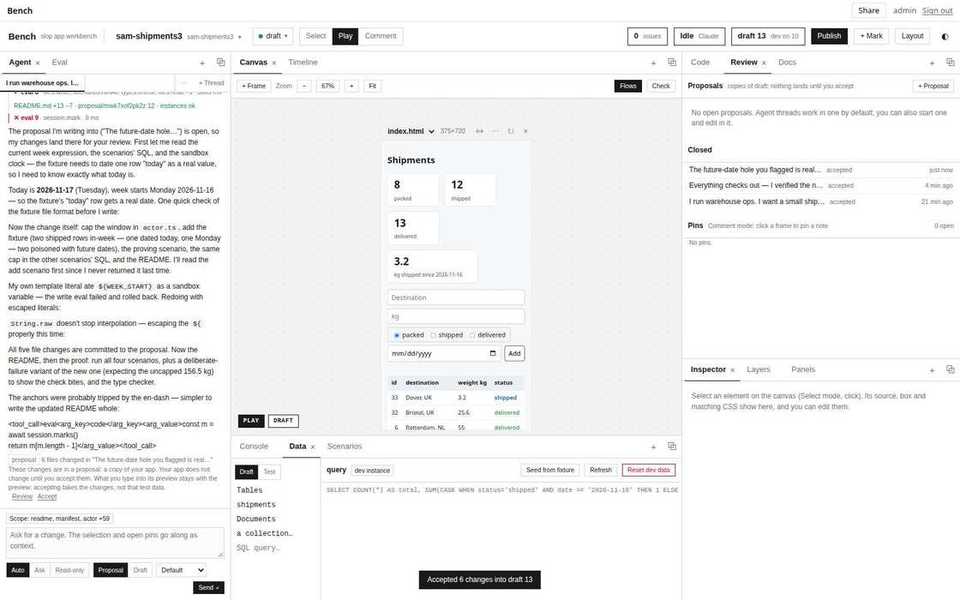 Bench
Share admin Sign out
Bench slop app workbench sam-shipments3 sam-shipments3
draft Select Play Comment
0 issues Idle Claude draft 13 dev on 10 Publish + Mark Layout
Agent × Eval +
I run warehouse ops. I... ... + Thread
README.md +13 −7 · proposal/mwk7xof2pk2z:12 · instances ok
✕ eval 9 · session.mark · 9 ms
The proposal I'm writing into ("The future-date hole…") is open, so
my changes land there for your review. First let me read the
current week expression, the scenarios' SQL, and the sandbox
clock — the fixture needs to date one row "today" as a real value,
so I need to know exactly what today is.
Today is 2026-11-17 (Tuesday), week starts Monday 2026-11-16
— so the fixture's "today" row gets a real date. One quick check of
the fixture file format before I write:
Now the change itself: cap the window in actor.ts, add the
fixture (two shipped rows in-week — one dated today, one Monday
— two poisoned with future dates), the proving scenario, the same
cap in the other scenarios' SQL, and the README. I'll read the
add scenario first since I never returned it last time.
My own template literal ate ${WEEK_START} as a sandbox
variable — the write eval failed and rolled back. Redoing with
escaped literals:
String.raw doesn't stop interpolation — escaping the ${
properly this time:
All five file changes are committed to the proposal. Now the
README, then the proof: run all four scenarios, plus a deliberate-
failure variant of the new one (expecting the uncapped 156.5 kg)
to show the check bites, and the type checker.
The anchors were probably tripped by the en-dash — simpler to
write the updated README whole:
<tool_call>eval<arg_key>code</arg_key><arg_value>const m =
await session.marks()
return m[m.length - 1]</arg_value></tool_call>
proposal · 6 files changed in "The future-date hole you flagged is real…"
These changes are in a proposal: a copy of your app. Your app does not
change until you accept them. What you type into its preview stays with the
preview; accepting takes the changes, not that test data.
Review Accept
Scope: readme, manifest, actor +59
Ask for a change. The selection and open pins go along as
context.
Auto Ask Read-only Proposal Draft Default
Send
Canvas × Timeline +
+ Frame Zoom − 67% + Fit Flows Check
index.html 375×720 ×
Shipments
8 packed
12 shipped
13 delivered
3.2
kg shipped since 2026-11-16
Destination
kg
packed shipped delivered
mm/dd/yyyy Add
id destination weight kg status
33 Dover, UK 3.2 shipped
32 Bristol, UK 25.6 delivered
6 Rotterdam, NL 55 delivered
PLAY DRAFT
Console Data × Scenarios +
Draft Test query dev instance Seed from fixture Refresh Reset dev data
Tables
shipments
Documents
a collection…
SQL query…
SELECT COUNT(*) AS total, SUM(CASE WHEN status='shipped' AND date >= '2026-11-16' THEN 1 ELSE
Accepted 6 changes into draft 13
Code Review × Docs +
Proposals copies of draft: nothing lands until you accept + Proposal
No open proposals. Agent threads work in one by default, you can also start
one and edit in it.
Closed
The future-date hole you flagged is real… accepted just now
Everything checks out — I verified the n… accepted 4 min ago
I run warehouse ops. I want a small ship… accepted 21 min ago
Pins Comment mode: click a frame to pin a note 0 open
No pins.
Inspector × Layers Panels +
Select an element on the canvas (Select mode, click). Its source, box and
matching CSS show here, and you can edit them.